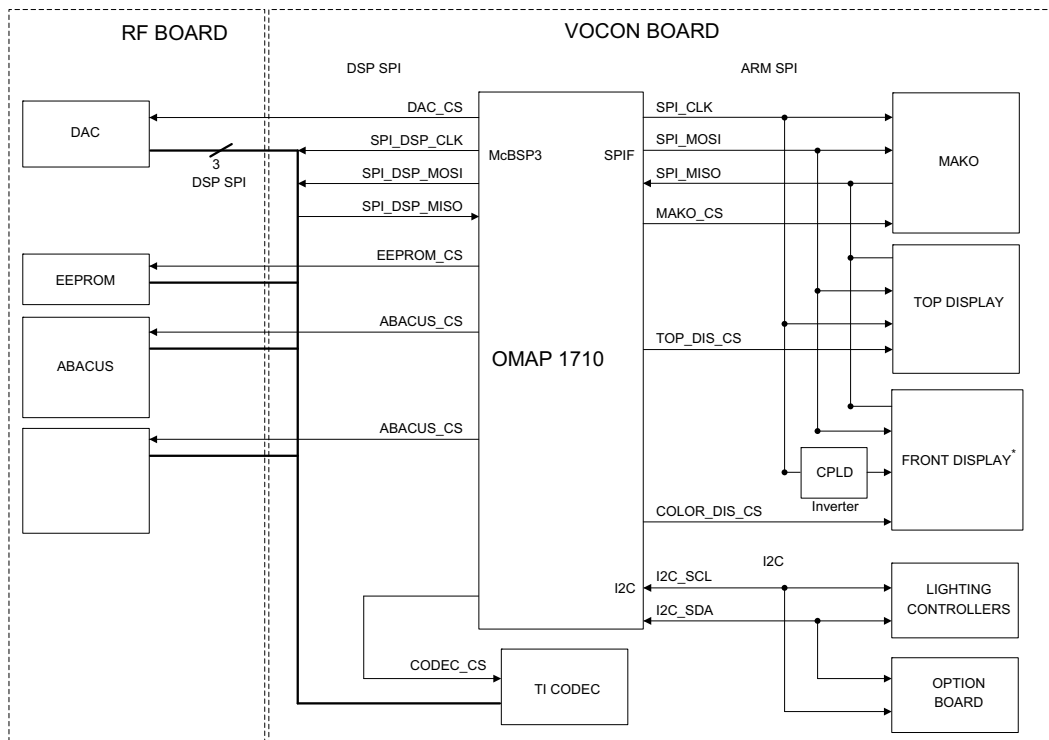 RF BOARD
VOCON BOARD
DSP SPI
ARM SPI
DAC
3
DSP SPI
DAC_CS
SPI_DSP_CLK
SPI_DSP_MOSI
SPI_DSP_MISO
EEPROM
EEPROM_CS
ABACUS
ABACUS_CS
ABACUS_CS
McBSP3
SPIF
OMAP 1710
I2C
SPI_CLK
SPI_MOSI
SPI_MISO
MAKO_CS
MAKO
TOP_DIS_CS
TOP DISPLAY
FRONT DISPLAY*
CPLD
Inverter
COLOR_DIS_CS
I2C
I2C_SCL
I2C_SDA
LIGHTING
CONTROLLERS
CODEC_CS
TI CODEC
OPTION
BOARD